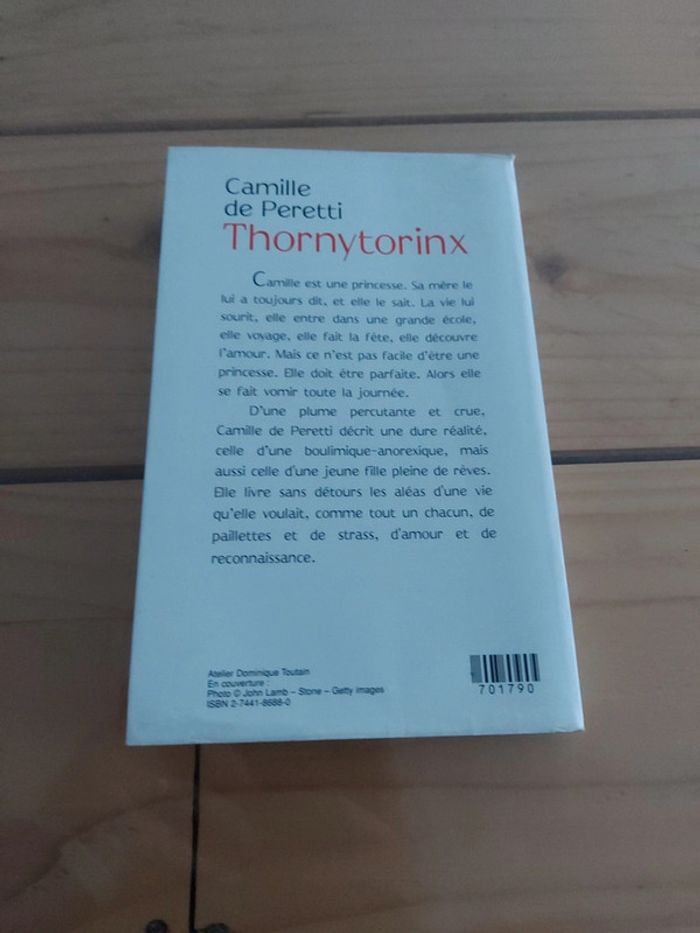 Camille
de Peretti
Thornytorinx
Camille est une princesse. Sa mère le
lui a toujours dit, et elle le sait. La vie lui
sourit, elle entre dans une grande école,
elle voyage, elle fait la fête, elle découvre
l'amour. Mais ce n'est pas facile d'être une
princesse. Elle doit être parfaite. Alors elle
se fait vomir toute la journée.
D'une plume percutante et crue,
Camille de Peretti décrit une dure réalité,
celle d'une boulimique-anorexique, mais
aussi celle d'une jeune fille pleine de rêves.
Elle livre sans détours les aléas d'une vie
qu'elle voulait, comme tout un chacun, de
paillettes et de strass, d'amour et de
reconnaissance.
Atelier Dominique Toutain
En couverture :
Photo © John Lamb – Stone – Getty images
ISBN 2-7441-8688-0
701790